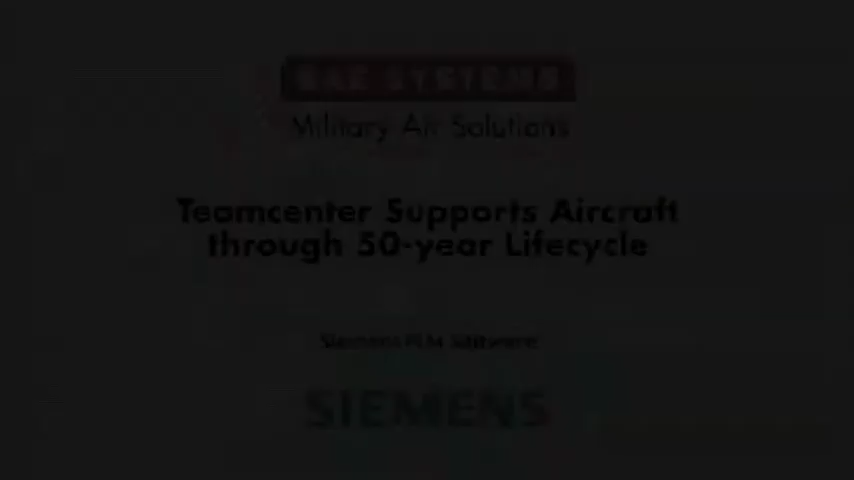 BAE SYSTEMS
Military Air Solutions
Teamcenter Supports Aircraft
through 50-year Lifecycle
Siemens PLM Software
SIEMENS